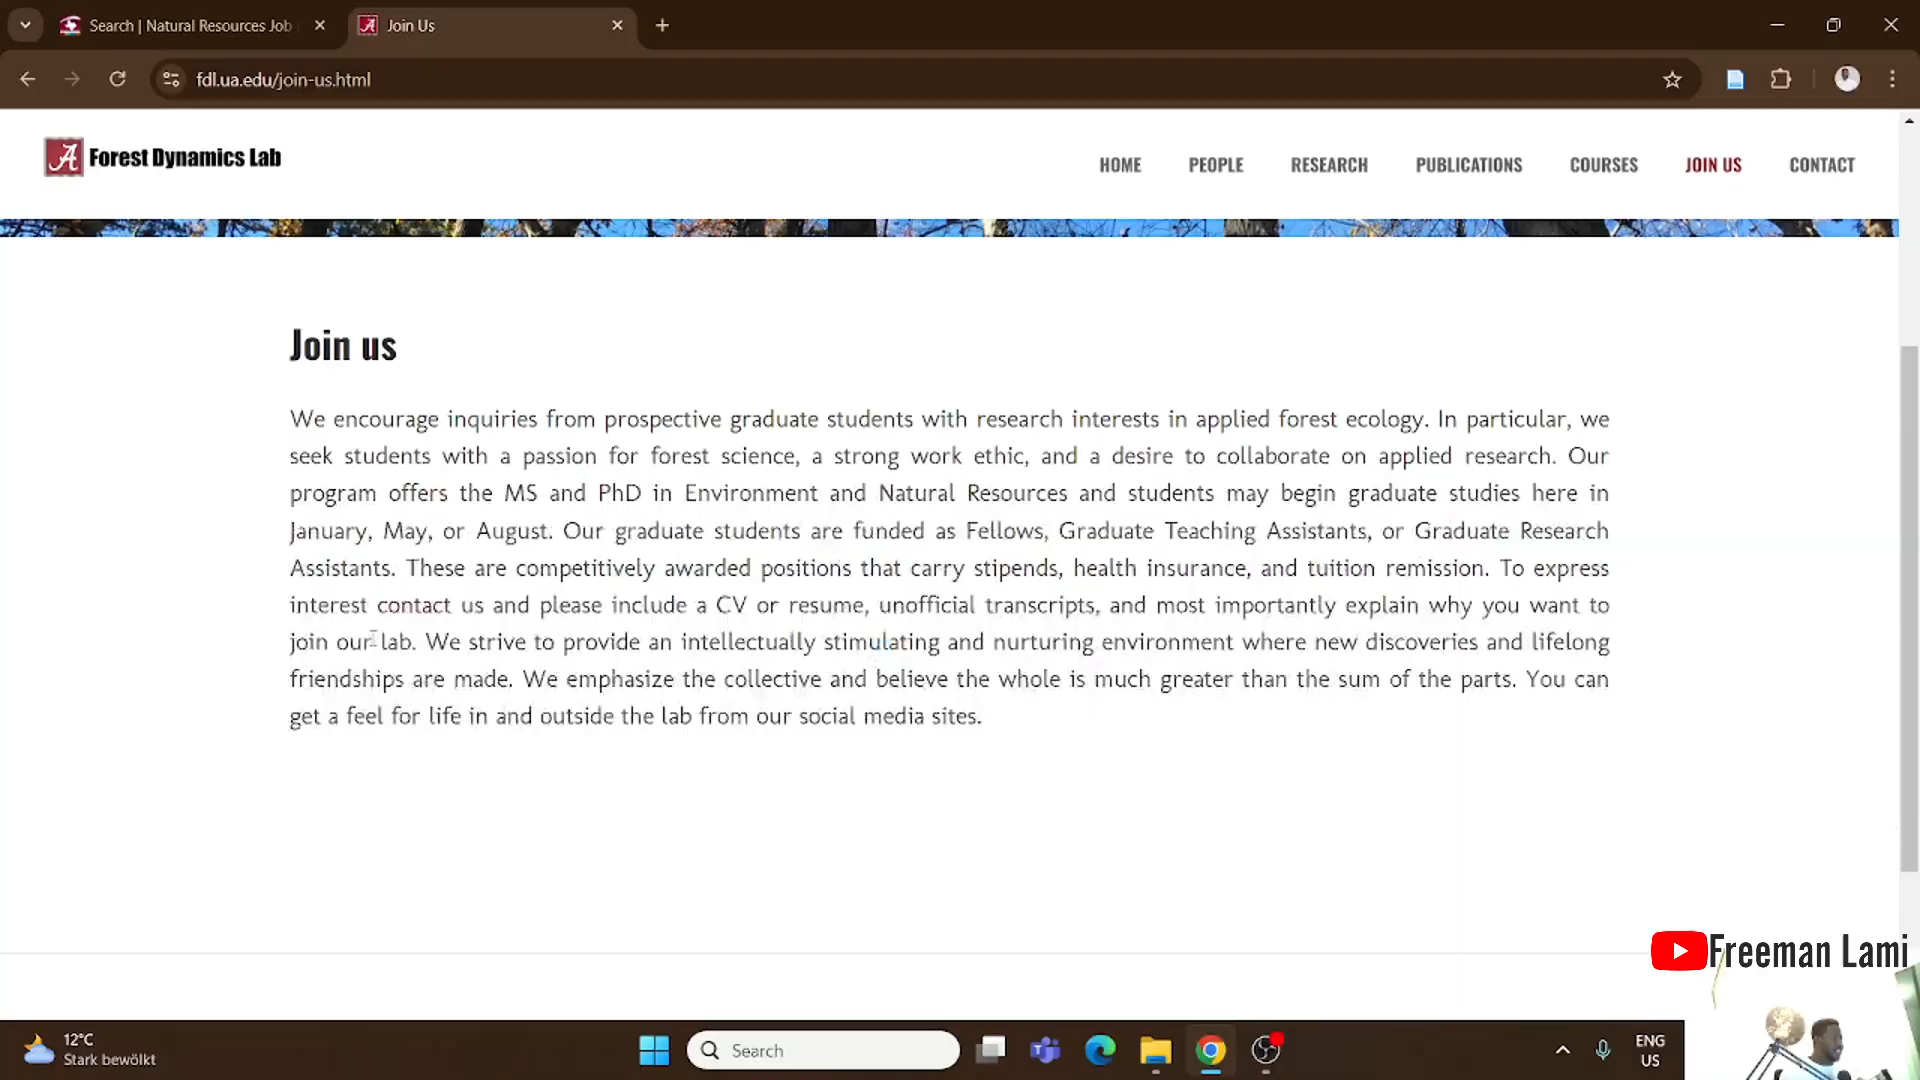 Search | Natural Resources Job
Join Us
fdl.ua.edu/join-us.html
A Forest Dynamics Lab
HOME PEOPLE RESEARCH PUBLICATIONS COURSES JOIN US CONTACT
Join us
We encourage inquiries from prospective graduate students with research interests in applied forest ecology. In particular, we
seek students with a passion for forest science, a strong work ethic, and a desire to collaborate on applied research. Our
program offers the MS and PhD in Environment and Natural Resources and students may begin graduate studies here in
January, May, or August. Our graduate students are funded as Fellows, Graduate Teaching Assistants, or Graduate Research
Assistants. These are competitively awarded positions that carry stipends, health insurance, and tuition remission. To express
interest contact us and please include a CV or resume, unofficial transcripts, and most importantly explain why you want to
join our lab. We strive to provide an intellectually stimulating and nurturing environment where new discoveries and lifelong
friendships are made. We emphasize the collective and believe the whole is much greater than the sum of the parts. You can
get a feel for life in and outside the lab from our social media sites.
Freeman Lami
12°C
Stark bewölkt
Search
ENG
US